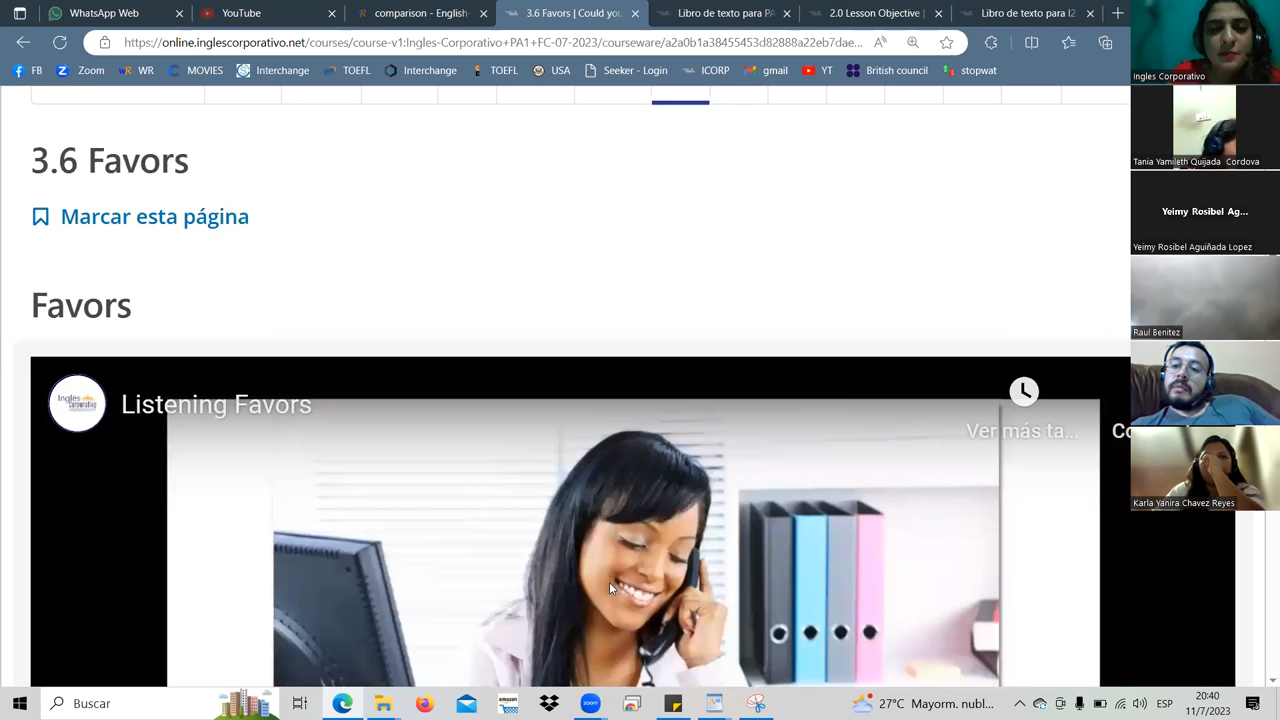 WhatsApp
YouTube
comparison - English-
3.6 Favors | Could you
Libro de texto para PA
2.0 Lesson Objective |
Libro de texto para I2
https://online.inglescorporativo.net/courses/course-v1:Ingles-Corporativo+PA1+FC-07-2023/courseware/a2a0b1a38455453d82888a22eb7dae...
FB
Zoom
WR
MOVIES
Interchange
TOEFL
Interchange
TOEFL
USA
Seeker - Login
ICORP
gmail
YT
British council
stopwat
3.6 Favors
Marcar esta página
Favors
Listening Favors
Ver más ta...
Co
Ingles Corporativo
Tania Yamileth Quijada Cordova
Yeimy Rosibel Ag...
Yeimy Rosibel Aguiñada Lopez
Raul Benitez
Karla Yanira Chavez Reyes
Buscar
27°C Mayorm. nubl...
ESP
20:40
11/7/2023